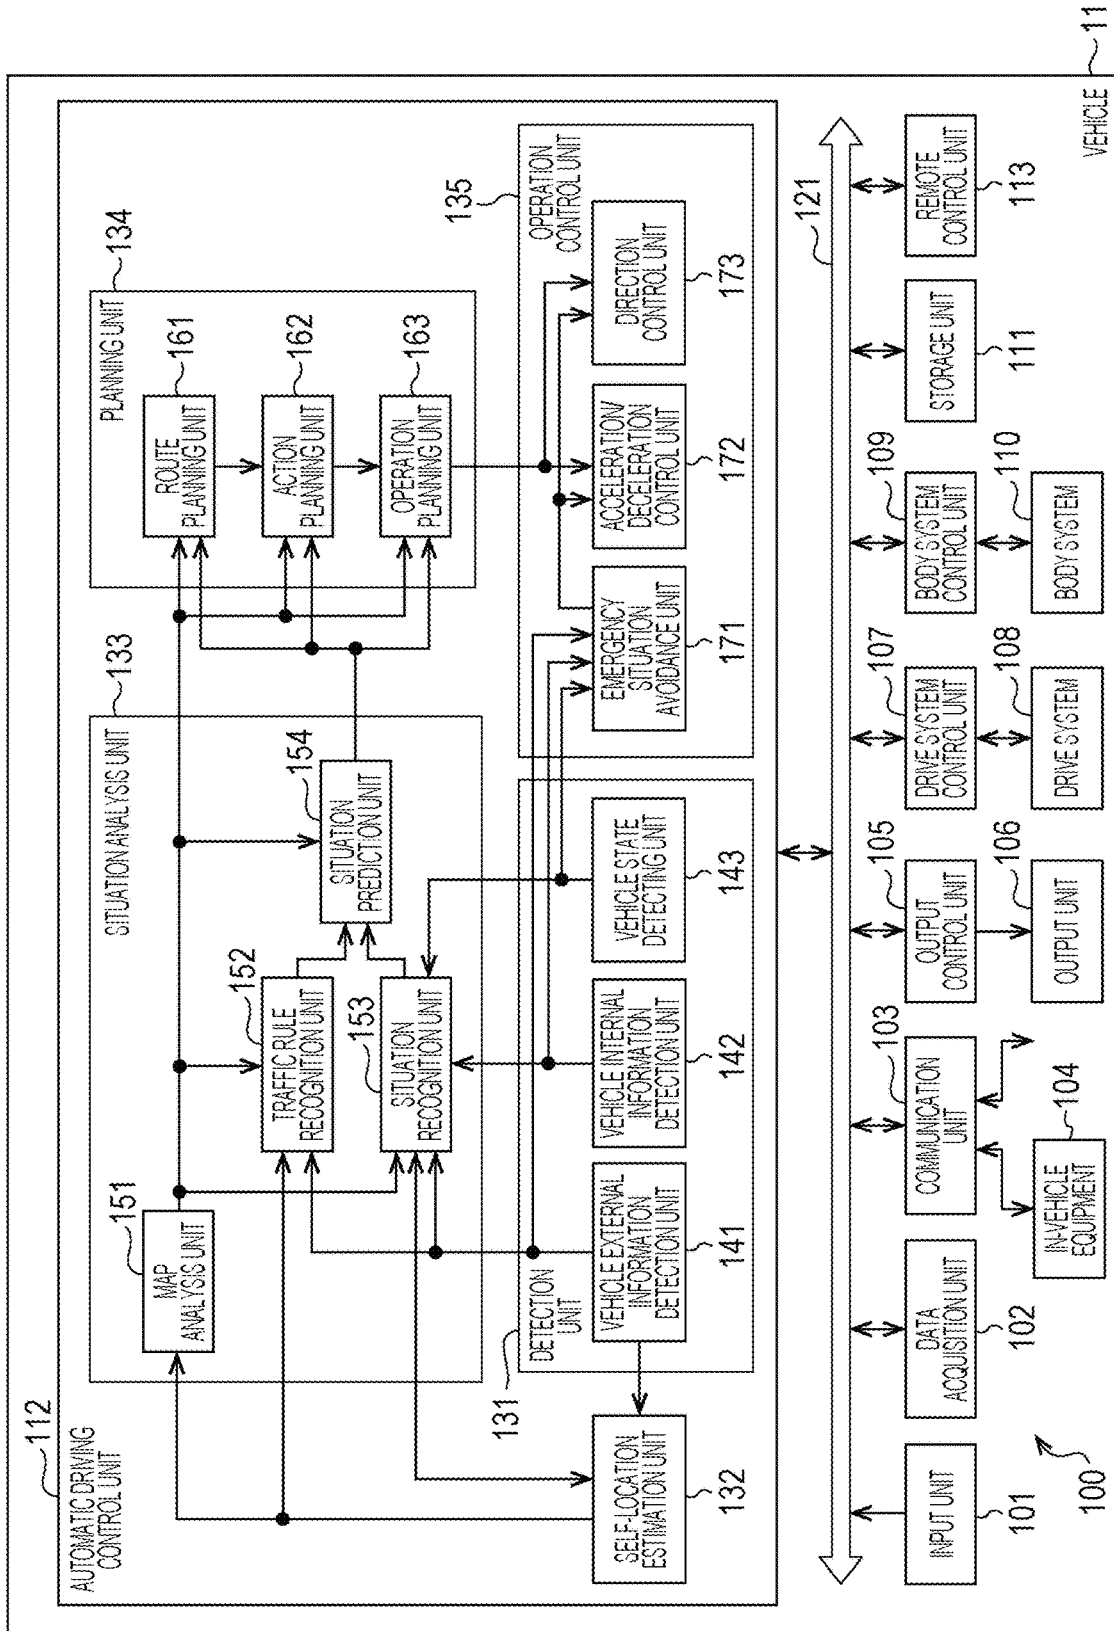 VEHICLE
11
112
AUTOMATIC DRIVING
CONTROL UNIT
SITUATION ANALYSIS UNIT
133
151
MAP
ANALYSIS UNIT
152
TRAFFIC RULE
RECOGNITION UNIT
153
SITUATION
RECOGNITION UNIT
154
SITUATION
PREDICTION UNIT
PLANNING UNIT
134
ROUTE
PLANNING UNIT
161
ACTION
PLANNING UNIT
162
OPERATION
PLANNING UNIT
163
SELF-LOCATION
ESTIMATION UNIT
132
131
DETECTION
UNIT
VEHICLE EXTERNAL
INFORMATION
DETECTION UNIT
141
VEHICLE INTERNAL
INFORMATION
DETECTION UNIT
142
VEHICLE STATE
DETECTING UNIT
143
OPERATION
CONTROL UNIT
135
EMERGENCY
SITUATION
AVOIDANCE UNIT
171
ACCELERATION/
DECELERATION
CONTROL UNIT
172
DIRECTION
CONTROL UNIT
173
121
INPUT UNIT
101
DATA
ACQUISITION UNIT
102
COMMUNICATION
UNIT
103
IN-VEHICLE
EQUIPMENT
104
OUTPUT
CONTROL UNIT
105
OUTPUT UNIT
106
DRIVE SYSTEM
CONTROL UNIT
107
DRIVE SYSTEM
108
BODY SYSTEM
CONTROL UNIT
109
BODY SYSTEM
110
STORAGE UNIT
111
REMOTE
CONTROL UNIT
113
100